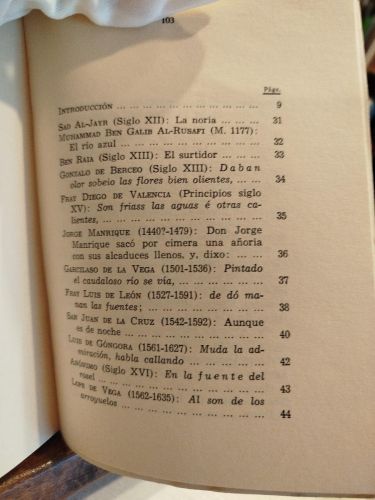 103
Págs.
INTRODUCCIÓN ... ... ... ... ... ... ... ... ... ... ... 9
SAD AL-JAYR (Siglo XII): La noria ... ... ... 31
MUHAMMAD BEN GALIB AL-RUSAFI (M. 1177):
El río azul ... ... ... ... ... ... ... ... ... ... 32
BEN RAIA (Siglo XIII): El surtidor ... ... ... 33
GONZALO DE BERCEO (Siglo XIII): Daban
olor sobeio las flores bien olientes, ... ... ... 34
FRAY DIEGO DE VALENCIA (Principios siglo
XV): Son friass las aguas é otras ca-
lientes, ... ... ... ... ... ... ... ... ... ... 35
JORGE MANRIQUE (1440?-1479): Don Jorge
Manrique sacó por cimera una añoria
con sus alcaduces llenos, y, dixo: ... ... ... 36
GARCILASO DE LA VEGA (1501-1536): Pintado
el caudaloso río se vía, ... ... ... ... ... 37
FRAY LUIS DE LEÓN (1527-1591): de dó ma-
nan las fuentes; ... ... ... ... ... ... ... 38
SAN JUAN DE LA CRUZ (1542-1592): Aunque
es de noche ... ... ... ... ... ... ... ... 40
LUIS DE GÓNGORA (1561-1627): Muda la ad-
miración, habla callando ... ... ... ... ... 42
ANÓNIMO (Siglo XVI): En la fuente del
rosel ... ... ... ... ... ... ... ... ... ... 43
LOPE DE VEGA (1562-1635): Al son de los
arroyuelos ... ... ... ... ... ... ... ... 44